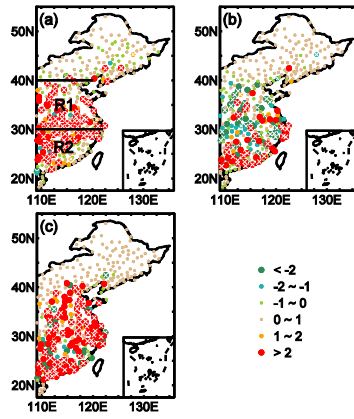 50N
40N
30N
20N
(a)
R1
R2
110E 120E 130E
50N
40N
30N
20N
(b)
110E 120E 130E
50N
40N
30N
20N
(c)
110E 120E 130E
< -2
-2 ~ -1
-1 ~ 0
0 ~ 1
1 ~ 2
> 2